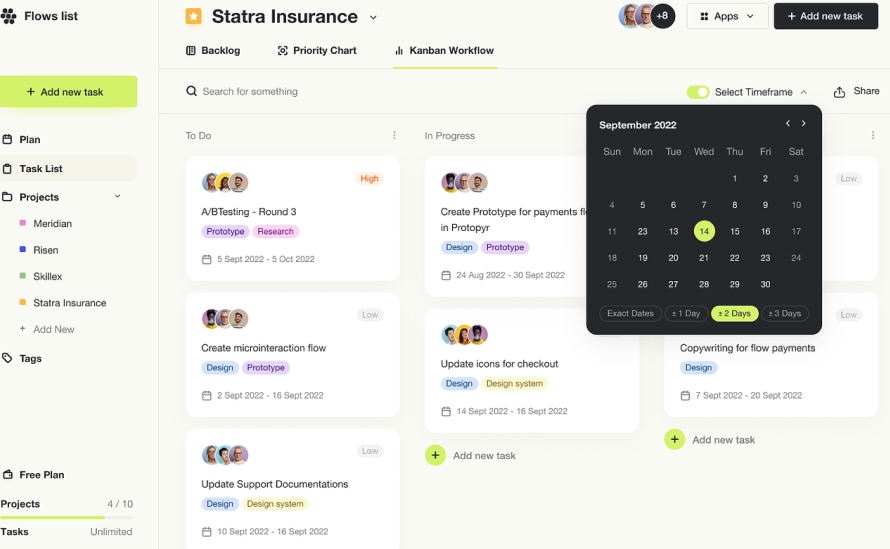 Flows list
Statra Insurance
+8
Apps
+ Add new task
Backlog
Priority Chart
Kanban Workflow
+ Add new task
Search for something
Select Timeframe
Share
Plan
Task List
Projects
Meridian
Risen
Skillex
Statra Insurance
+ Add New
Tags
Free Plan
Projects 4 / 10
Tasks Unlimited
To Do
High
A/BTesting - Round 3
Prototype Research
5 Sept 2022 - 5 Oct 2022
Low
Create microinteraction flow
Design Prototype
2 Sept 2022 - 16 Sept 2022
Low
Update Support Documentations
Design Design system
10 Sept 2022 - 16 Sept 2022
In Progress
Create Prototype for payments
in Protopyr
Design Prototype
24 Aug 2022 - 30 Sept 2022
Update icons for checkout
Design Design system
14 Sept 2022 - 16 Sept 2022
+ Add new task
September 2022
Sun Mon Tue Wed Thu Fri Sat
1 2 3
4 5 6 7 8 9 10
11 23 13 14 15 16 17
18 19 20 21 22 23 24
25 26 27 28 29 30
Exact Dates ± 1 Day ± 2 Days ± 3 Days
Low
Low
Copywriting for flow payments
Design
7 Sept 2022 - 20 Sept 2022
+ Add new task